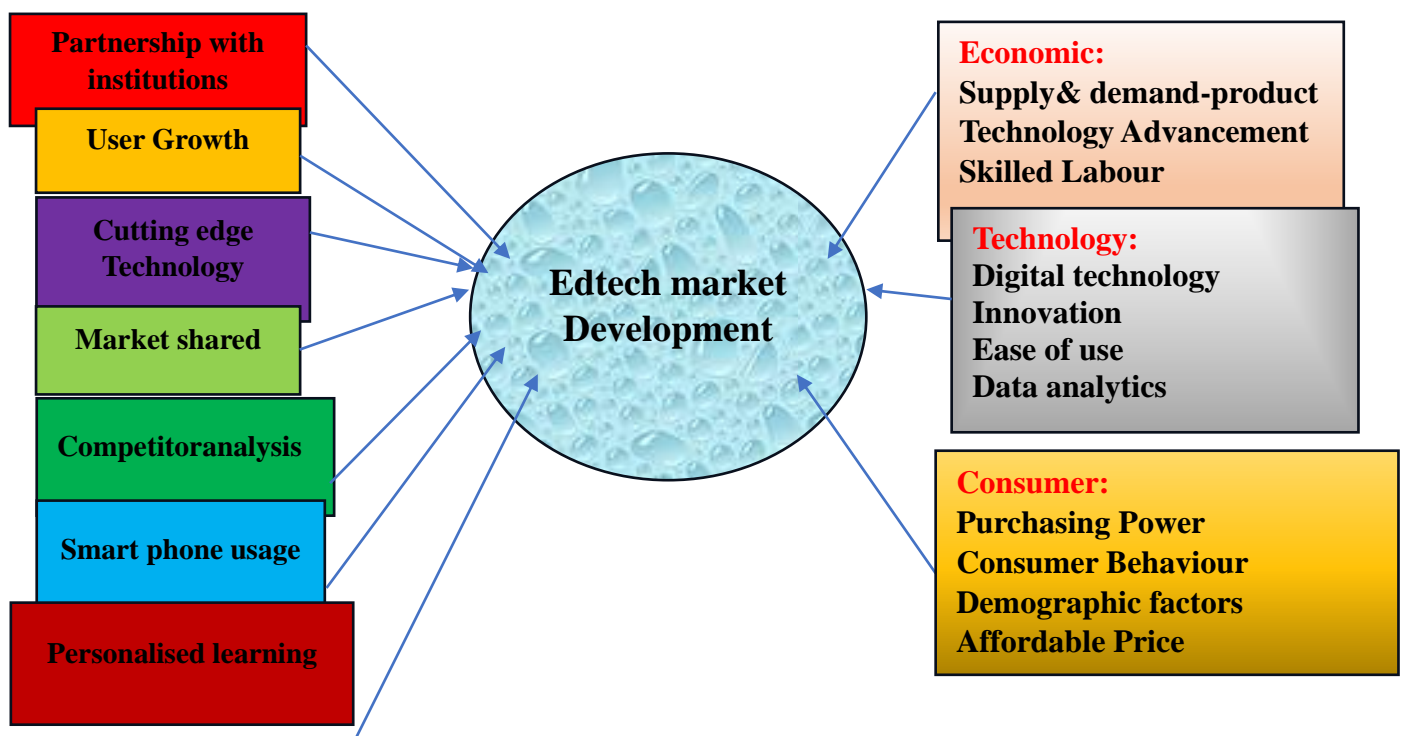 Partnership with
institutions
User Growth
Cutting edge
Technology
Market shared
Competitoranalysis
Smart phone usage
Personalised learning
Edtech market
Development
Economic:
Supply& demand-product
Technology Advancement
Skilled Labour
Technology:
Digital technology
Innovation
Ease of use
Data analytics
Consumer:
Purchasing Power
Consumer Behaviour
Demographic factors
Affordable Price